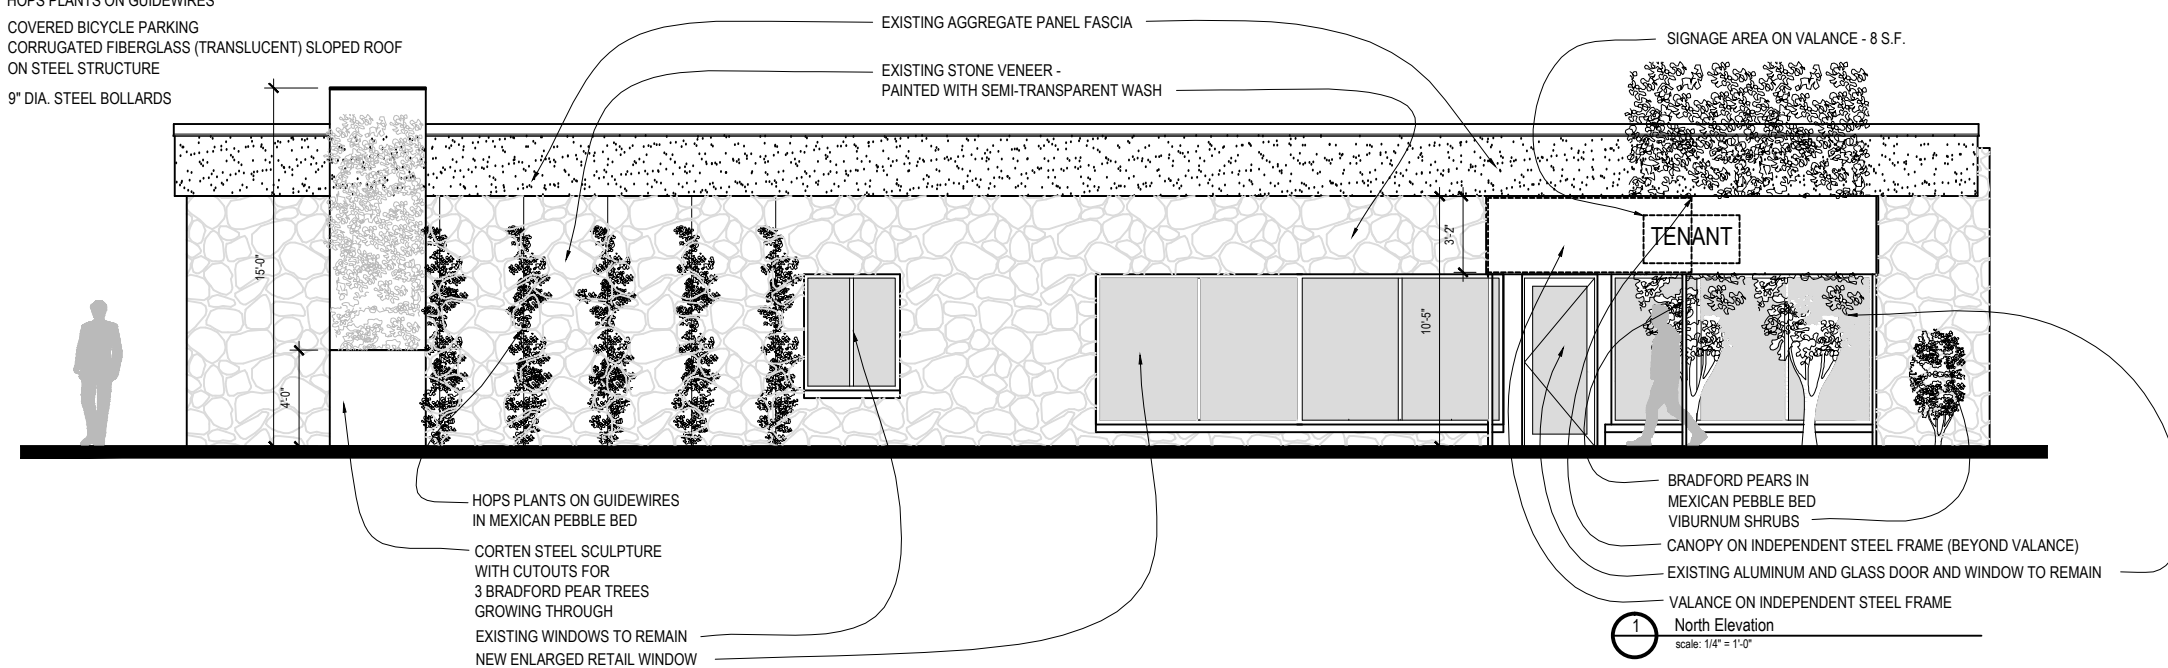 HOPS PLANTS ON GUIDEWIRES
COVERED BICYCLE PARKING
CORRUGATED FIBERGLASS (TRANSLUCENT) SLOPED ROOF
ON STEEL STRUCTURE
9" DIA. STEEL BOLLARDS
EXISTING AGGREGATE PANEL FASCIA
EXISTING STONE VENEER -
PAINTED WITH SEMI-TRANSPARENT WASH
SIGNAGE AREA ON VALANCE - 8 S.F.
15'-0"
4'-0"
3'-2"
10'-5"
TENANT
HOPS PLANTS ON GUIDEWIRES
IN MEXICAN PEBBLE BED
CORTEN STEEL SCULPTURE
WITH CUTOUTS FOR
3 BRADFORD PEAR TREES
GROWING THROUGH
EXISTING WINDOWS TO REMAIN
NEW ENLARGED RETAIL WINDOW
BRADFORD PEARS IN
MEXICAN PEBBLE BED
VIBURNUM SHRUBS
CANOPY ON INDEPENDENT STEEL FRAME (BEYOND VALANCE)
EXISTING ALUMINUM AND GLASS DOOR AND WINDOW TO REMAIN
VALANCE ON INDEPENDENT STEEL FRAME
1 North Elevation
scale: 1/4" = 1'-0"